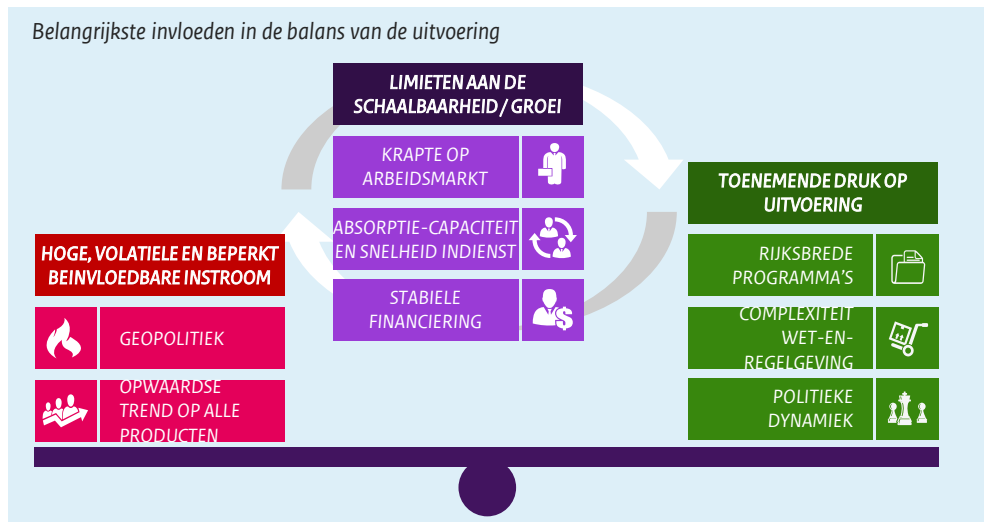 Belangrijkste invloeden in de balans van de uitvoering
LIMIETEN AAN DE
SCHAALBAARHEID / GROEI
KRAPTE OP
ARBEIDSMARKT
ABSORPTIE-CAPACITEIT
EN SNELHEID INDIENST
STABIELE
FINANCIERING
HOGE, VOLATIELE EN BEPERKT
BEINVLOEDBARE INSTROOM
GEOPOLITIEK
OPWAARDSE
TREND OP ALLE
PRODUCTEN
TOENEMENDE DRUK OP
UITVOERING
RIJKSBREDE
PROGRAMMA'S
COMPLEXITEIT
WET-EN-
REGELGEVING
POLITIEKE
DYNAMIEK